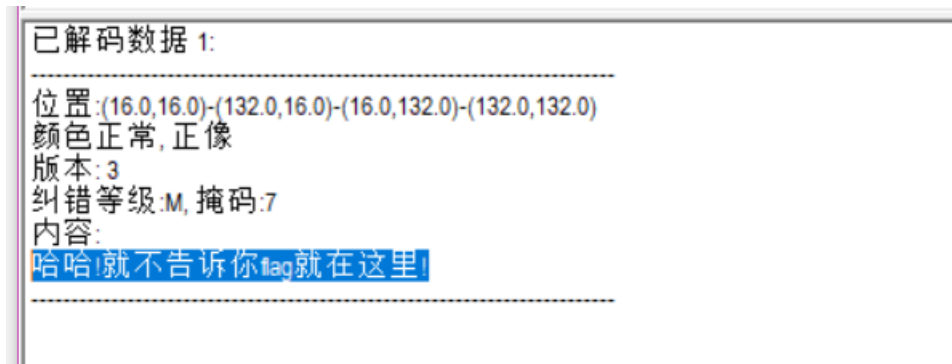 已解码数据 1:
---------------------------------------------------------------------------
位置:(16.0,16.0)-(132.0,16.0)-(16.0,132.0)-(132.0,132.0)
颜色正常, 正像
版本: 3
纠错等级:M, 掩码:7
内容:
哈哈!就不告诉你flag就在这里!
---------------------------------------------------------------------------